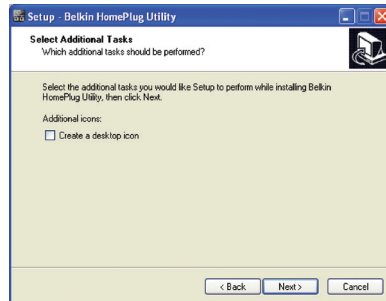 Setup - Belkin HomePlug Utility
Select Additional Tasks
Which additional tasks should be performed?
Select the additional tasks you would like Setup to perform while installing Belkin
HomePlug Utility, then click Next.
Additional icons:
Create a desktop icon
< Back
Next >
Cancel